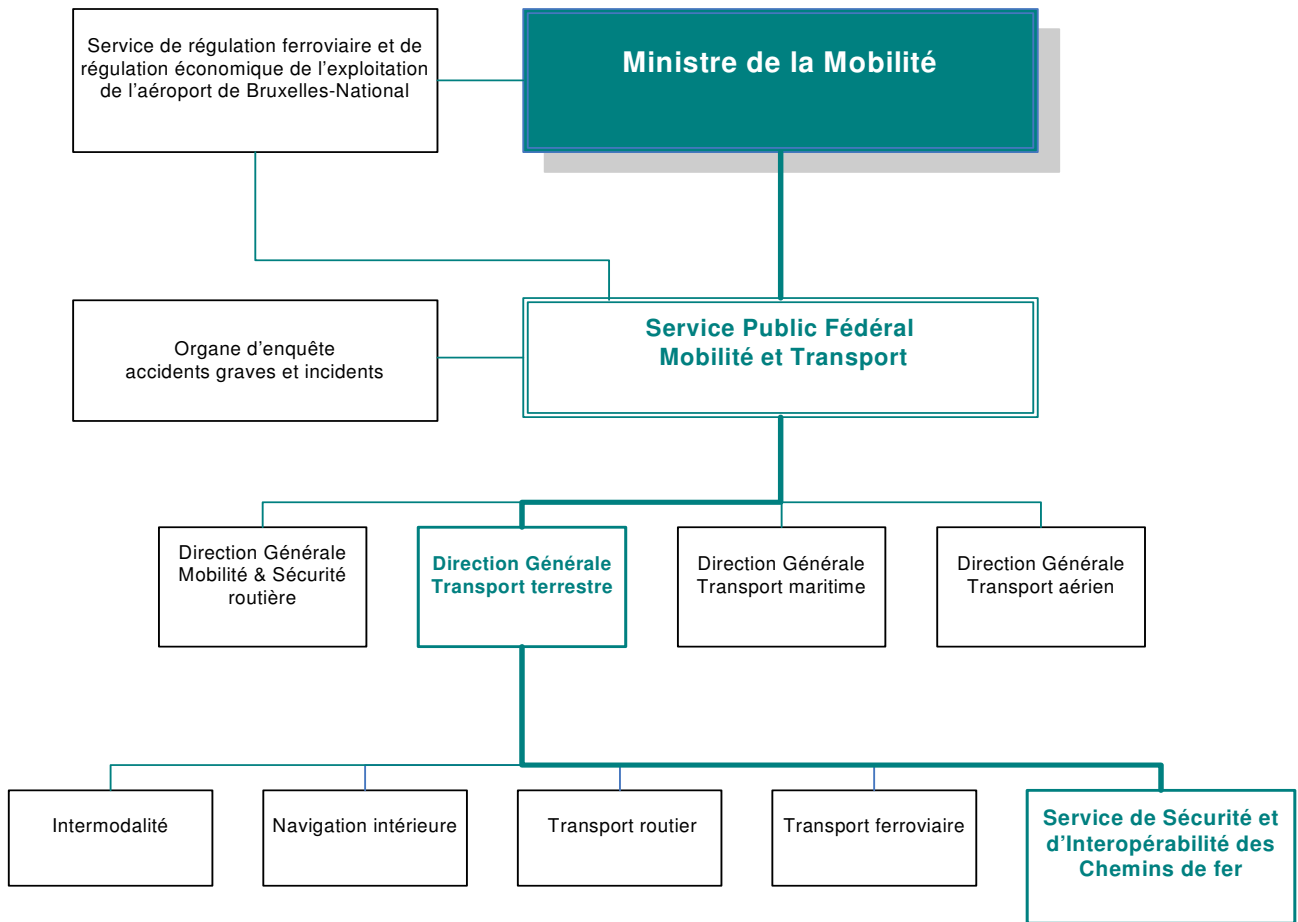 Service de régulation ferroviaire et de
régulation économique de l'exploitation
de l'aéroport de Bruxelles-National
Ministre de la Mobilité
Service Public Fédéral
Mobilité et Transport
Organe d'enquête
accidents graves et incidents
Direction Générale
Mobilité & Sécurité
routière
Direction Générale
Transport terrestre
Direction Générale
Transport maritime
Direction Générale
Transport aérien
Intermodalité
Navigation intérieure
Transport routier
Transport ferroviaire
Service de Sécurité et
d'Interopérabilité des
Chemins de fer